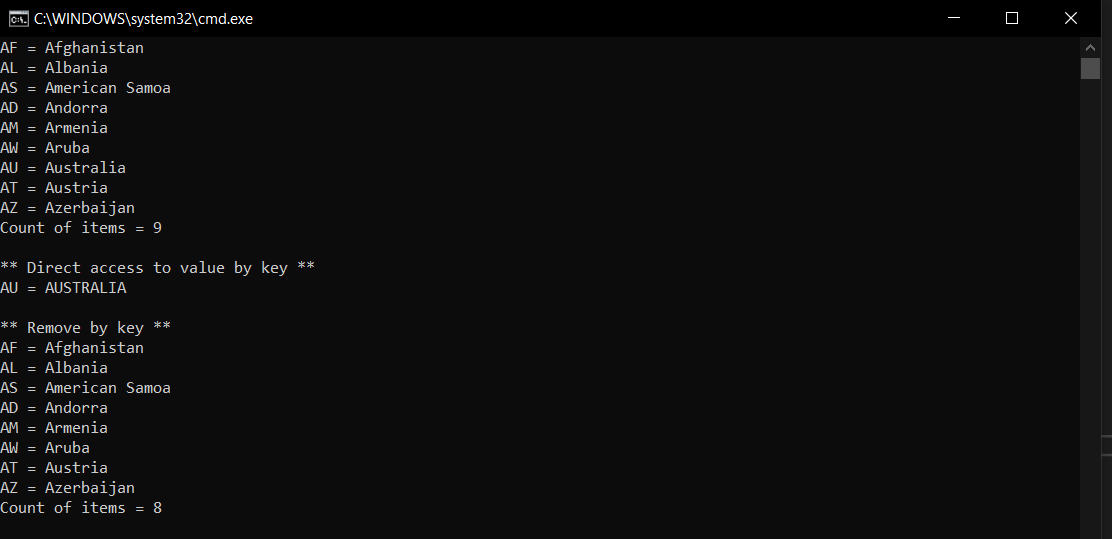 C:\WINDOWS\system32\cmd.exe
AF = Afghanistan
AL = Albania
AS = American Samoa
AD = Andorra
AM = Armenia
AW = Aruba
AU = Australia
AT = Austria
AZ = Azerbaijan
Count of items = 9
** Direct access to value by key **
AU = AUSTRALIA
** Remove by key **
AF = Afghanistan
AL = Albania
AS = American Samoa
AD = Andorra
AM = Armenia
AW = Aruba
AT = Austria
AZ = Azerbaijan
Count of items = 8